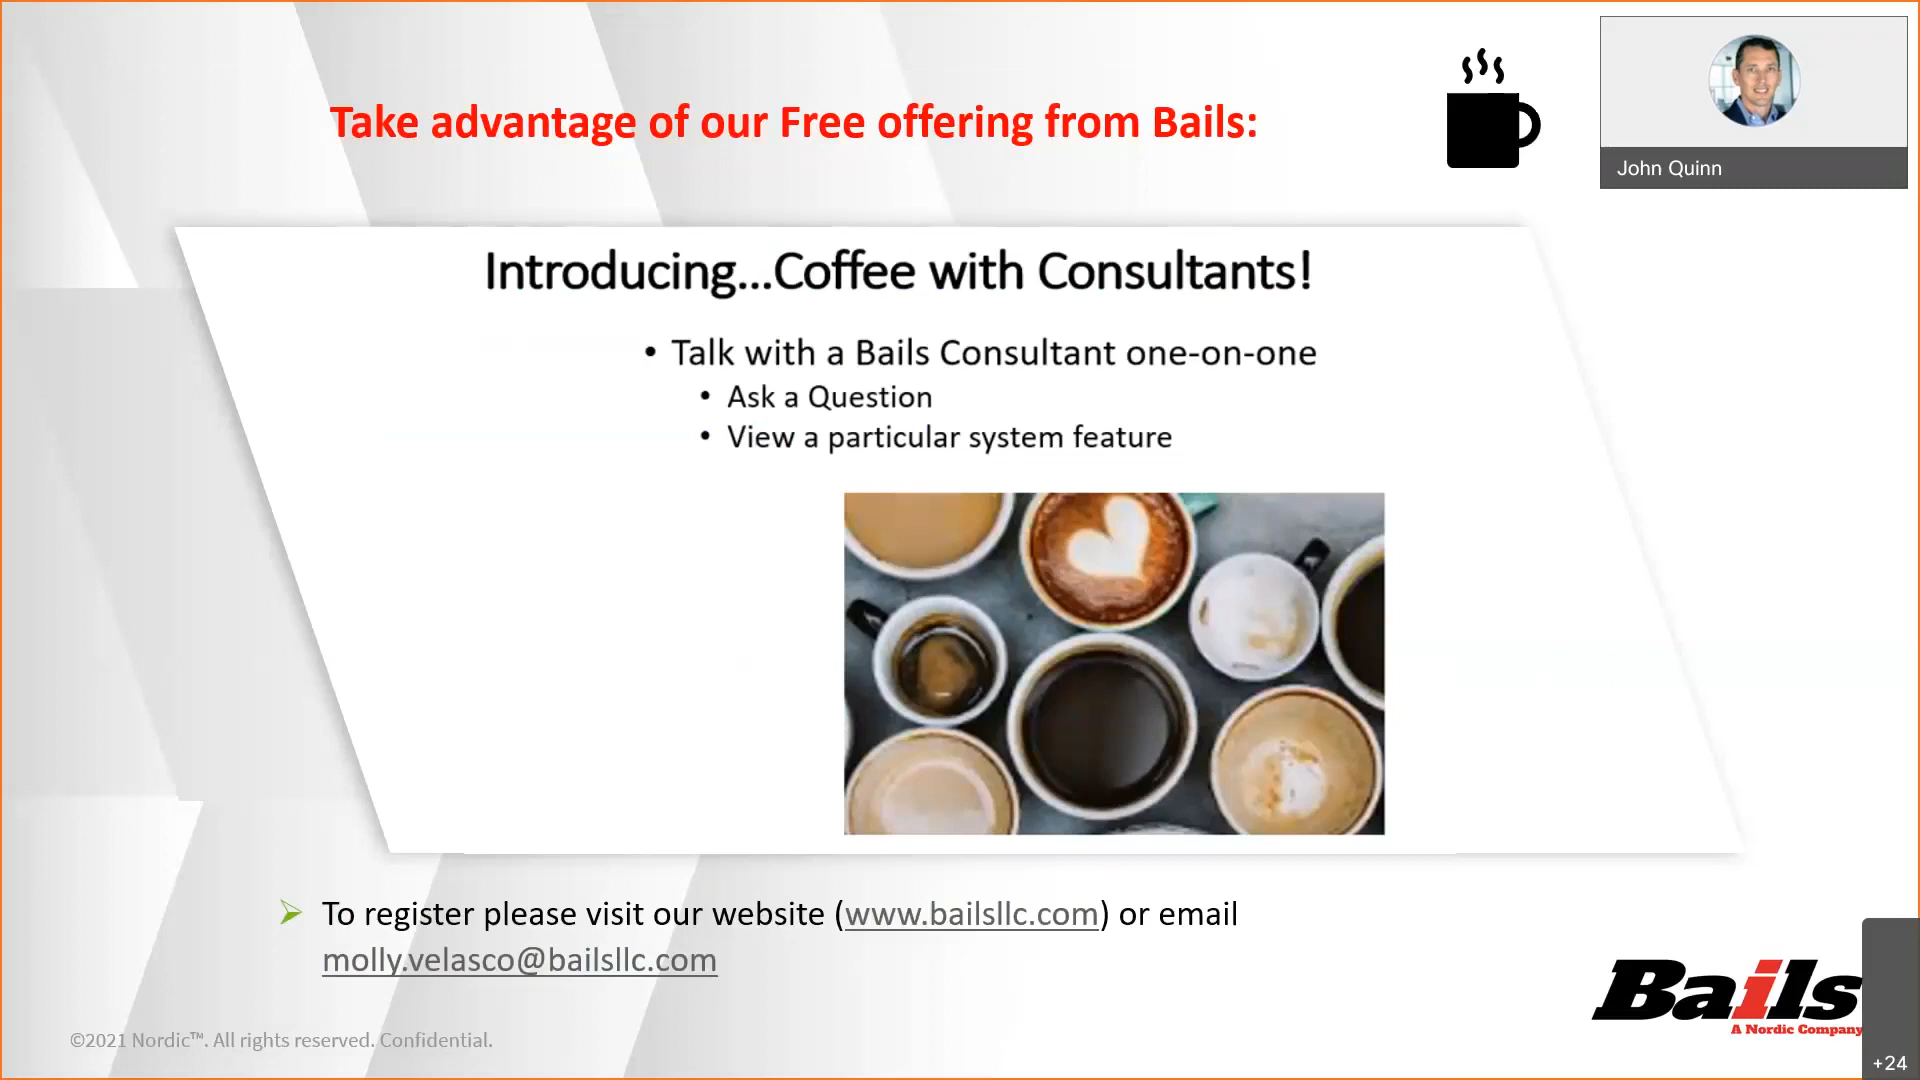 Take advantage of our Free offering from Bails:
John Quinn
Introducing...Coffee with Consultants!
• Talk with a Bails Consultant one-on-one
• Ask a Question
• View a particular system feature
To register please visit our website (www.bailsllc.com) or email
molly.velasco@bailsllc.com
Bails
A Nordic Company
©2021 Nordic™. All rights reserved. Confidential.
+24